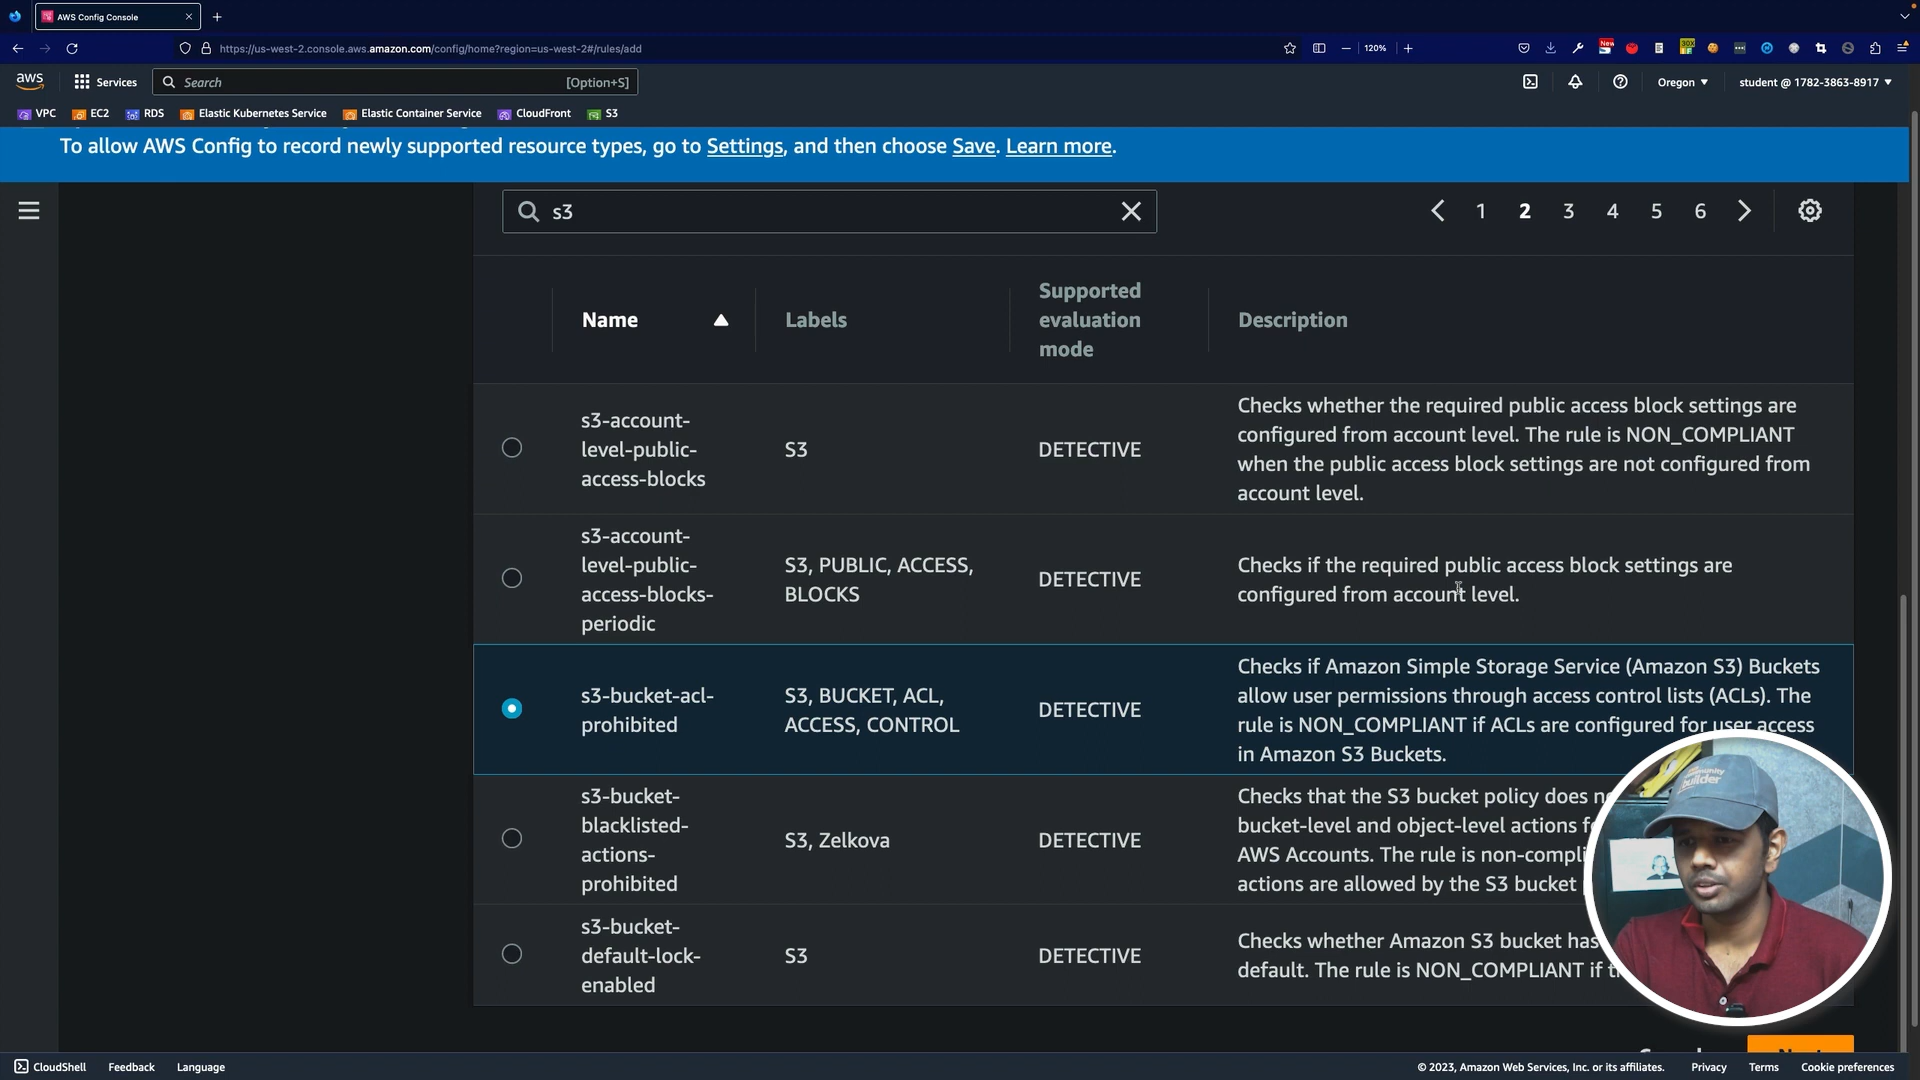 AWS Config Console
https://us-west-2.console.aws.amazon.com/config/home?region=us-west-2#/rules/add
120%
New
30X
aws
Services
Search
[Option+S]
Oregon
student @ 1782-3863-8917
VPC
EC2
RDS
Elastic Kubernetes Service
Elastic Container Service
CloudFront
S3
To allow AWS Config to record newly supported resource types, go to Settings, and then choose Save. Learn more.
s3
1 2 3 4 5 6
Name
Labels
Supported
evaluation
mode
Description
s3-account-
level-public-
access-blocks
S3
DETECTIVE
Checks whether the required public access block settings are
configured from account level. The rule is NON_COMPLIANT
when the public access block settings are not configured from
account level.
s3-account-
level-public-
access-blocks-
periodic
S3, PUBLIC, ACCESS,
BLOCKS
DETECTIVE
Checks if the required public access block settings are
configured from account level.
s3-bucket-acl-
prohibited
S3, BUCKET, ACL,
ACCESS, CONTROL
DETECTIVE
Checks if Amazon Simple Storage Service (Amazon S3) Buckets
allow user permissions through access control lists (ACLs). The
rule is NON_COMPLIANT if ACLs are configured for user access
in Amazon S3 Buckets.
s3-bucket-
blacklisted-
actions-
prohibited
S3, Zelkova
DETECTIVE
Checks that the S3 bucket policy does
bucket-level and object-level actions
AWS Accounts. The rule is
actions are allowed by the S3 bucket
s3-bucket-
default-lock-
enabled
S3
DETECTIVE
Checks whether Amazon S3 bucket has
default. The rule is NON_COMPLIANT if
community
builder
CloudShell
Feedback
Language
© 2023, Amazon Web Services, Inc. or its affiliates.
Privacy
Terms
Cookie preferences